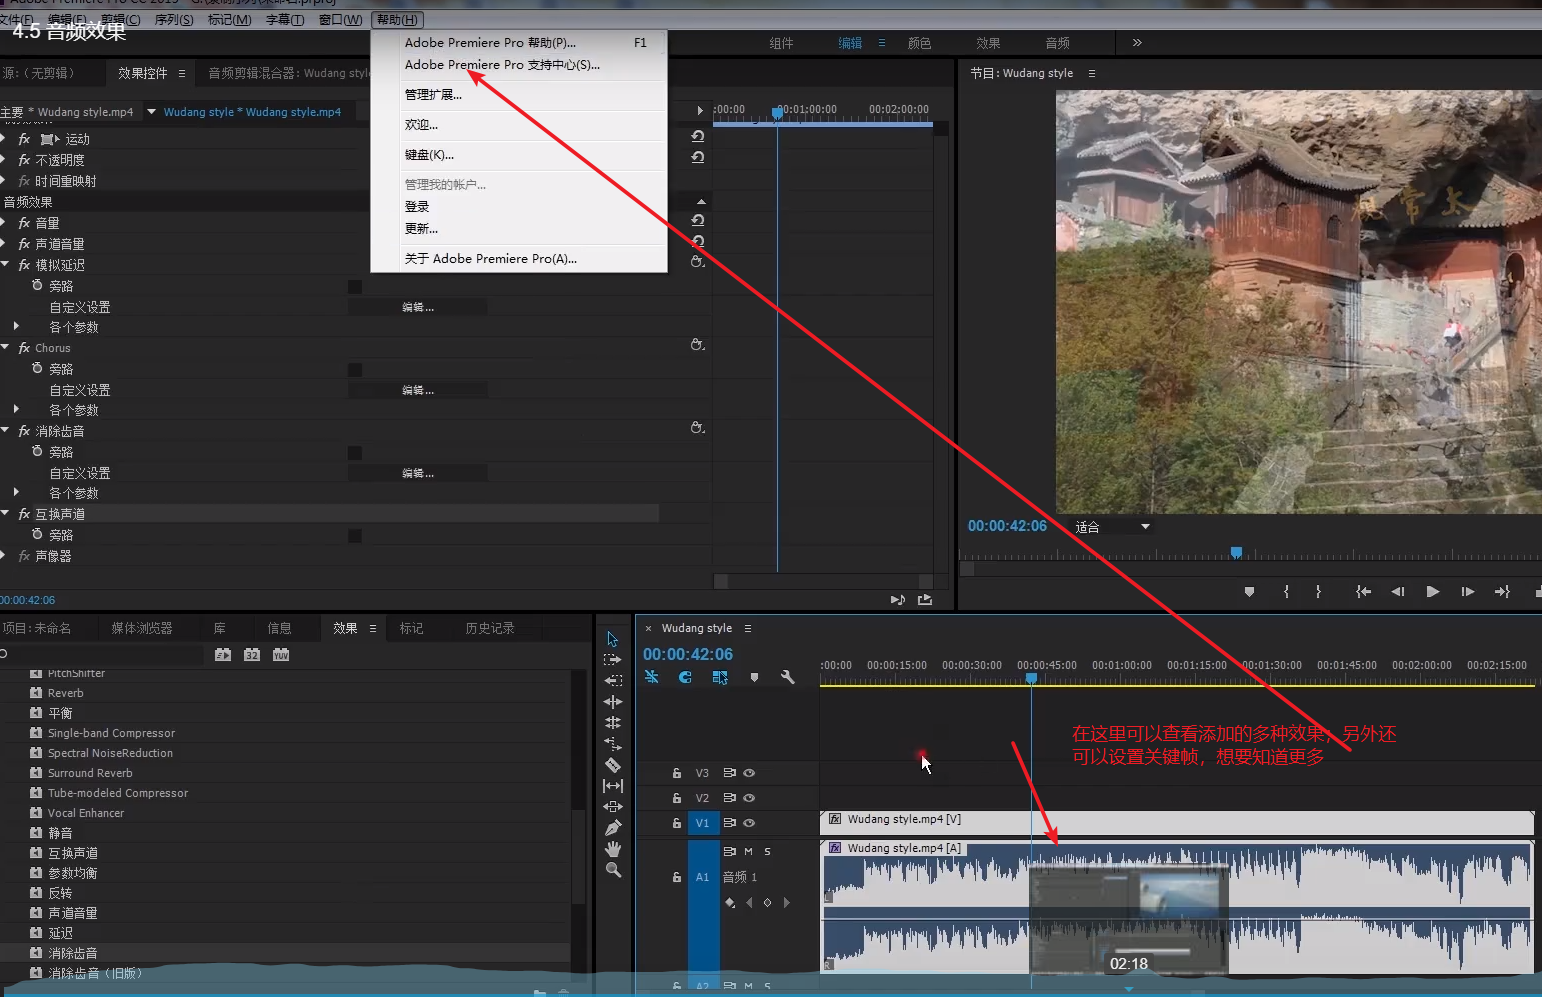 文件(F) 编辑(E) 剪辑(C) 序列(S) 标记(M) 字幕(T) 窗口(W) 帮助(H)
4.5 音频效果
Adobe Premiere Pro 帮助(P)... F1
Adobe Premiere Pro 支持中心(S)...
管理扩展...
欢迎...
键盘(K)...
管理我的帐户...
登录
更新...
关于 Adobe Premiere Pro(A)...
组件 编辑 颜色 效果 音频
源:（无剪辑） 效果控件 音频剪辑混合器: Wudang style
节目: Wudang style
主要 * Wudang style.mp4 Wudang style * Wudang style.mp4
:00:00 00:01:00:00 00:02:00:00
fx 运动
fx 不透明度
fx 时间重映射
音频效果
fx 音量
fx 声道音量
fx 模拟延迟
旁路
自定义设置 编辑...
各个参数
fx Chorus
旁路
自定义设置 编辑...
各个参数
fx 消除齿音
旁路
自定义设置 编辑...
各个参数
fx 互换声道
旁路
fx 声像器
00:00:42:06
太常观
00:00:42:06 适合
项目: 未命名 媒体浏览器 库 信息 效果 标记 历史记录
32 YUV
PitchShifter
Reverb
平衡
Single-band Compressor
Spectral NoiseReduction
Surround Reverb
Tube-modeled Compressor
Vocal Enhancer
静音
互换声道
参数均衡
反转
声道音量
延迟
消除齿音
消除齿音（旧版）
× Wudang style
00:00:42:06
:00:00 00:00:15:00 00:00:30:00 00:00:45:00 00:01:00:00 00:01:15:00 00:01:30:00 00:01:45:00 00:02:00:00 00:02:15:00
在这里可以查看添加的多种效果；另外还
可以设置关键帧，想要知道更多
V3
V2
V1
fx Wudang style.mp4 [V]
M S
fx Wudang style.mp4 [A]
A1 音频 1
L
R
02:18
A2 M S